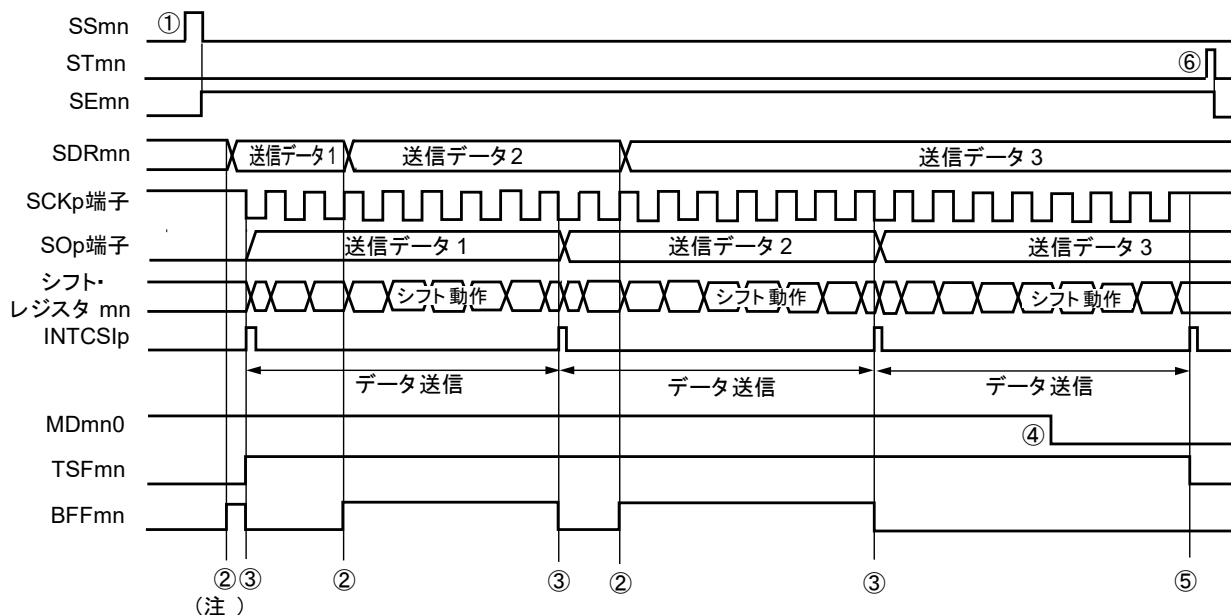 SSmn ①
STmn ⑥
SEmn
SDRmn 送信データ1 送信データ2 送信データ 3
SCKp端子
SOp端子 送信データ 1 送信データ 2 送信データ 3
シフト・
レジスタ mn シフト動作 シフト動作 シフト動作
INTCSIp
データ送信 データ送信 データ送信
MDmn0 ④
TSFmn
BFFmn
② ③ ② ③ ② ③ ⑤
(注 )